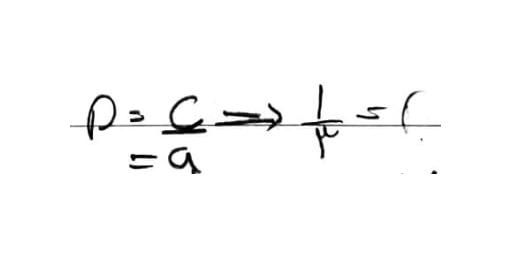 P = C ⟹ 1/μ = (
= a